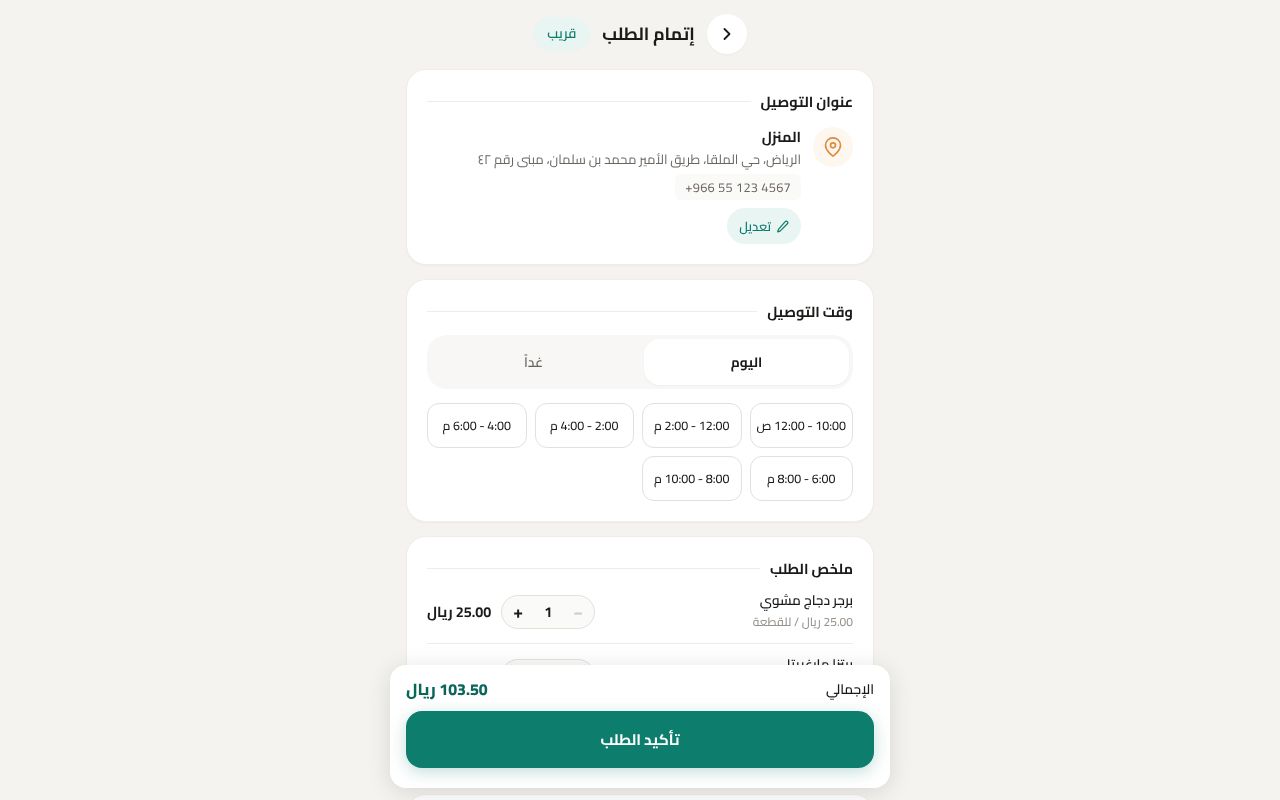 إتمام الطلب
قريب
عنوان التوصيل
المنزل
الرياض، حي الملقا، طريق الأمير محمد بن سلمان، مبنى رقم ٤٢
+966 55 123 4567
تعديل
وقت التوصيل
اليوم
غداً
10:00 - 12:00 ص
12:00 - 2:00 م
2:00 - 4:00 م
4:00 - 6:00 م
6:00 - 8:00 م
8:00 - 10:00 م
ملخص الطلب
برجر دجاج مشوي
25.00 ريال / للقطعة
− 1 +
25.00 ريال
الإجمالي
103.50 ريال
تأكيد الطلب